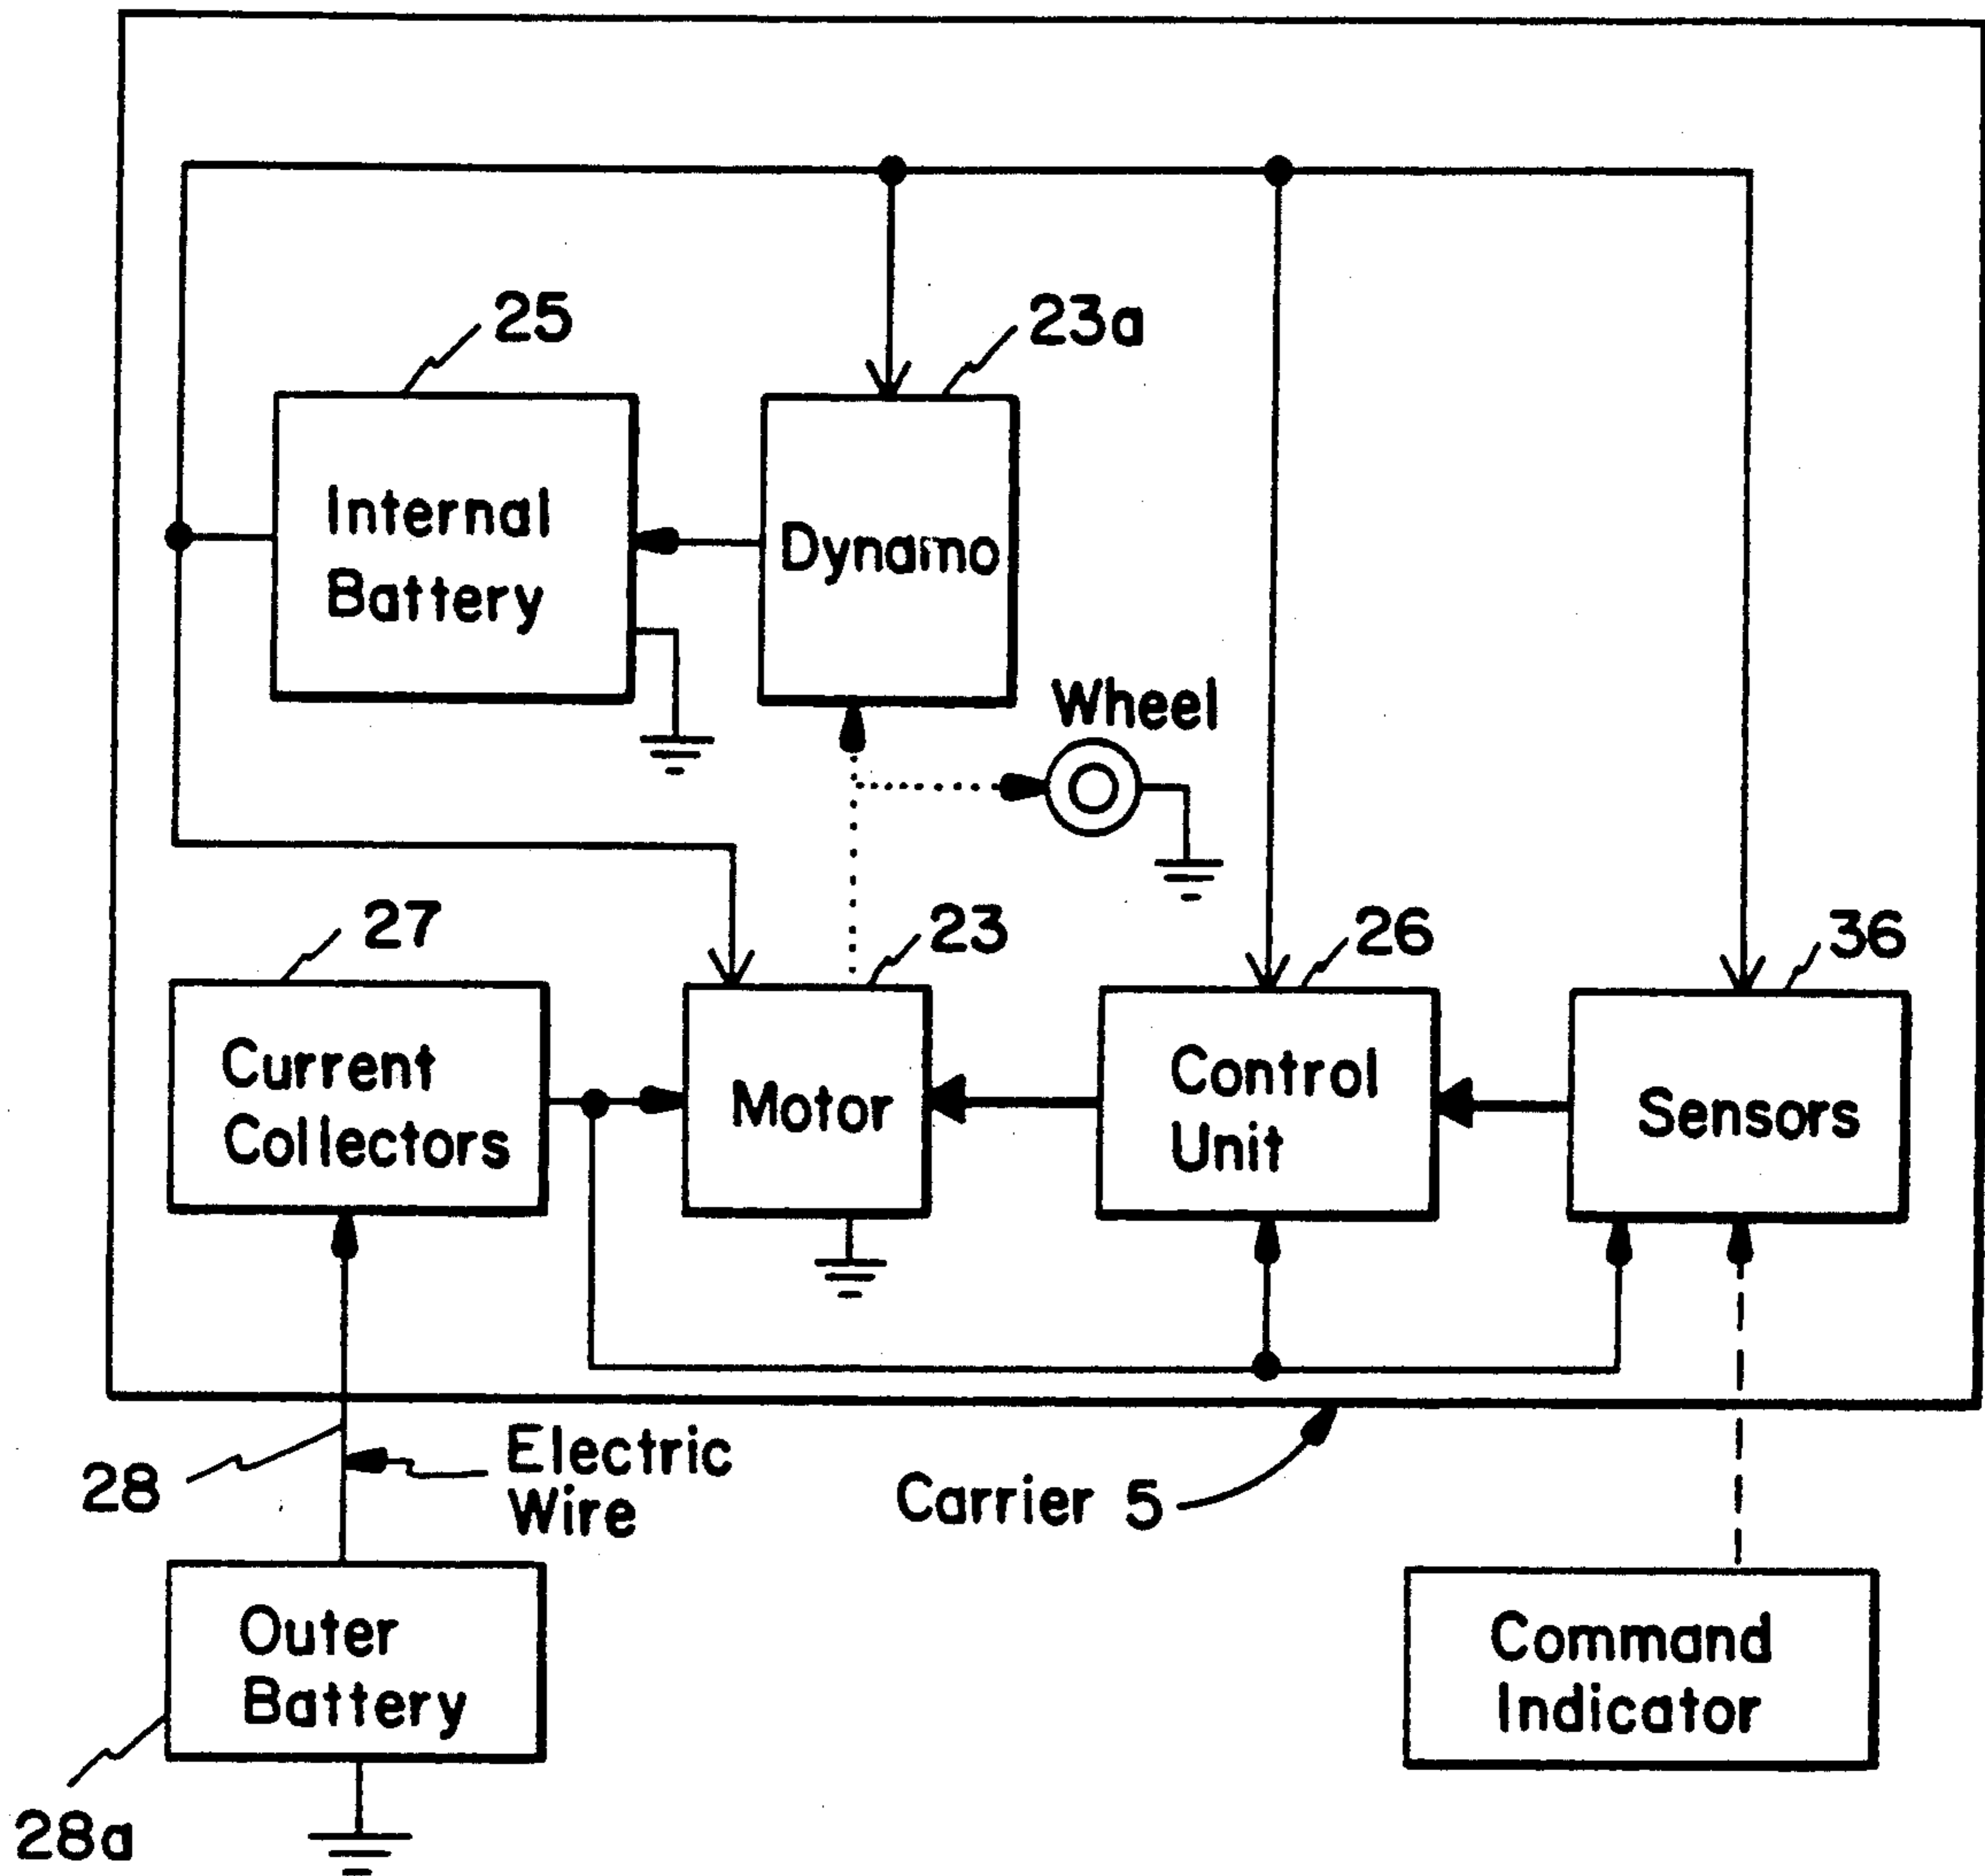 25
23a
Internal
Battery
Dynamo
Wheel
27
23
26
36
Current
Collectors
Motor
Control
Unit
Sensors
28
Electric
Wire
Carrier 5
Outer
Battery
Command
Indicator
28a